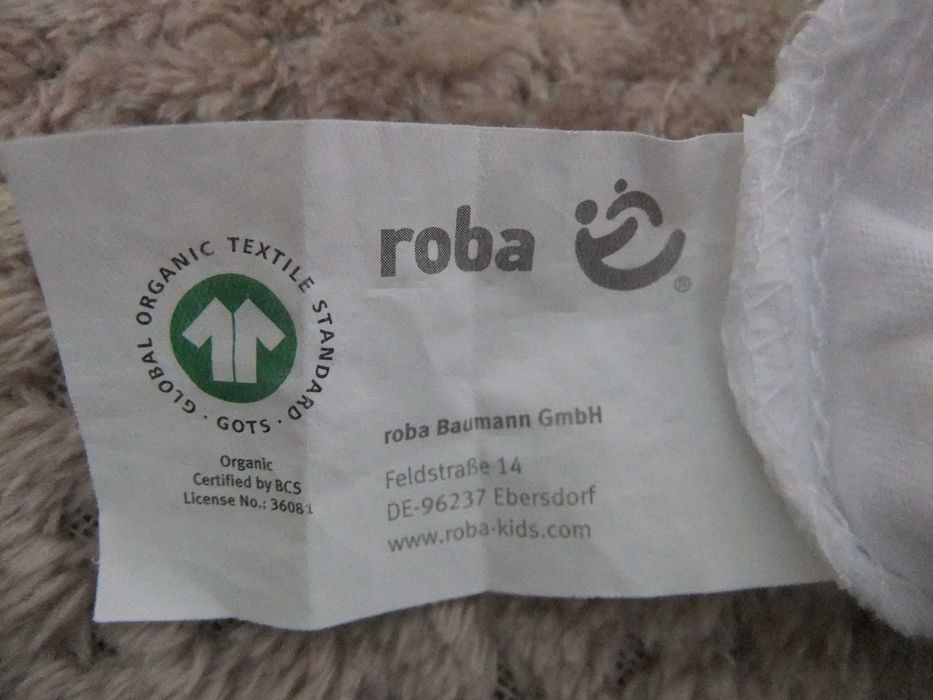 GLOBAL ORGANIC TEXTILE STANDARD · GOTS ·
Organic
Certified by BCS
License No.: 36081
roba ®
roba Baumann GmbH
Feldstraße 14
DE-96237 Ebersdorf
www.roba-kids.com